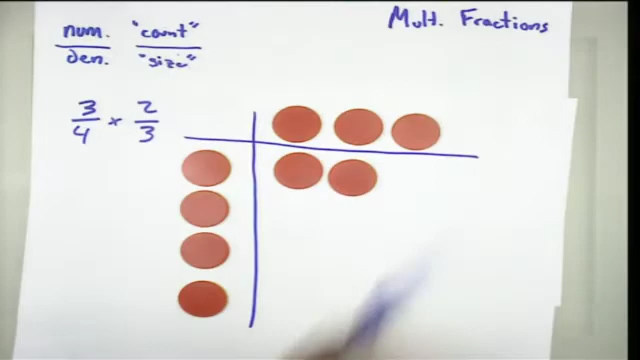 Mult. Fractions
num. "count"
den. "size"
3/4 × 2/3